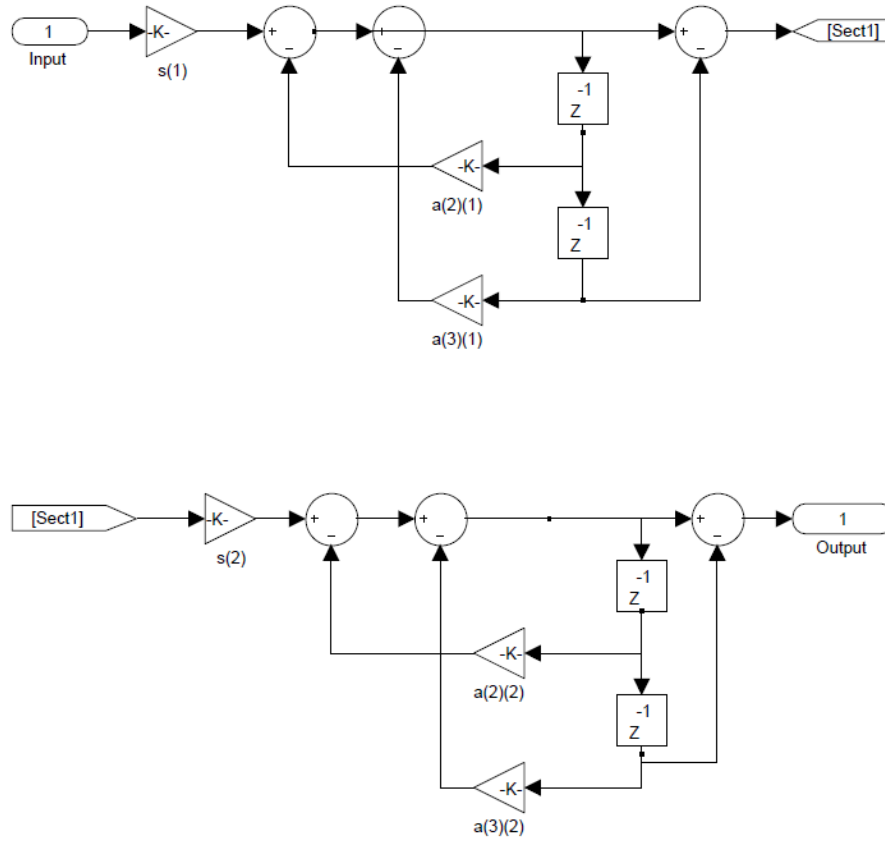 1
Input
-K-
s(1)
+
−
+
−
+
−
[Sect1]
-1
Z
-K-
a(2)(1)
-1
Z
-K-
a(3)(1)
[Sect1]
-K-
s(2)
+
−
+
−
+
−
1
Output
-1
Z
-K-
a(2)(2)
-1
Z
-K-
a(3)(2)